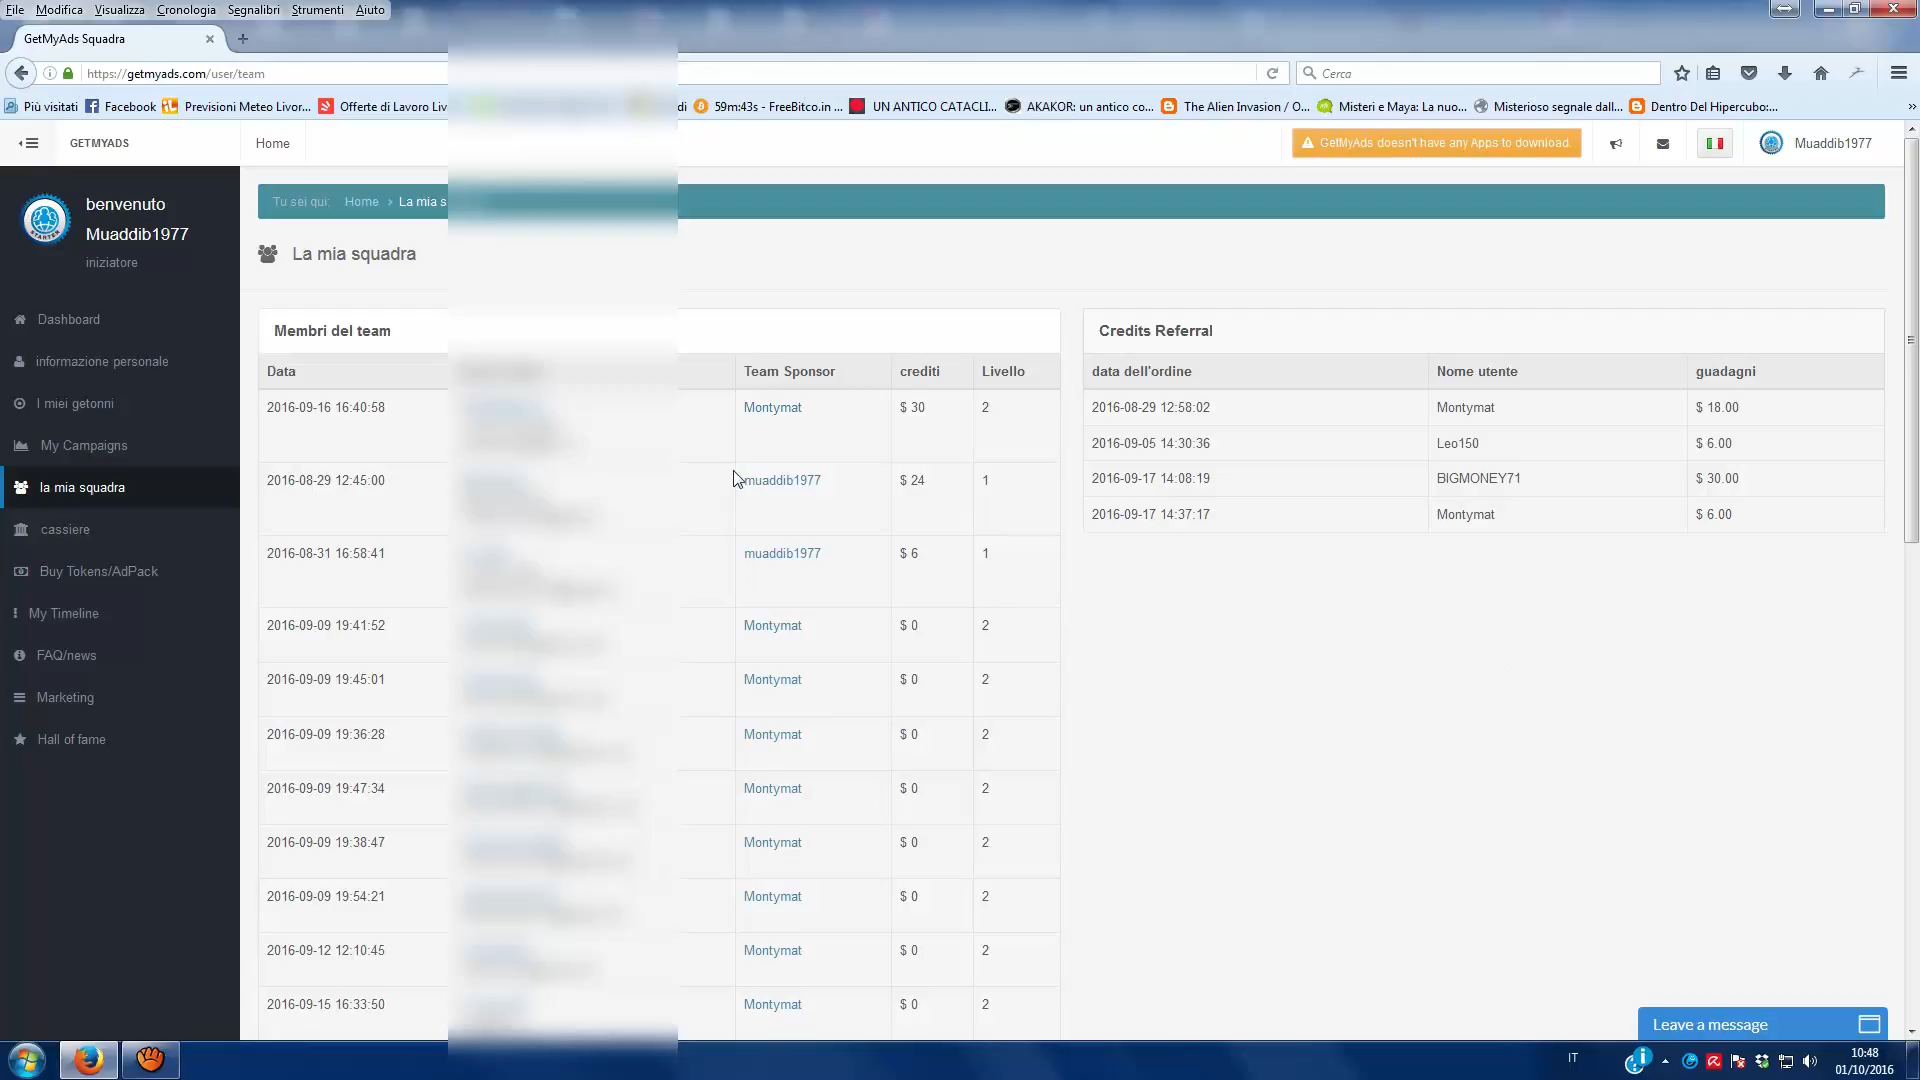 File Modifica Visualizza Cronologia Segnalibri Strumenti Aiuto
GetMyAds Squadra
https://getmyads.com/user/team
Cerca
Più visitati Facebook Previsioni Meteo Livor... Offerte di Lavoro Liv
di 59m:43s - FreeBitco.in ... UN ANTICO CATACLI... AKAKOR: un antico co... The Alien Invasion / O... Misteri e Maya: La nuo... Misterioso segnale dall... Dentro Del Hipercubo:...
GETMYADS
Home
GetMyAds doesn't have any Apps to download.
Muaddib1977
benvenuto
Muaddib1977
iniziatore
STARTER
Tu sei qui: Home > La mia s
La mia squadra
Dashboard
informazione personale
I miei getonni
My Campaigns
la mia squadra
cassiere
Buy Tokens/AdPack
My Timeline
FAQ/news
Marketing
Hall of fame
Membri del team
Data Team Sponsor crediti Livello
2016-09-16 16:40:58 Montymat $ 30 2
2016-08-29 12:45:00 muaddib1977 $ 24 1
2016-08-31 16:58:41 muaddib1977 $ 6 1
2016-09-09 19:41:52 Montymat $ 0 2
2016-09-09 19:45:01 Montymat $ 0 2
2016-09-09 19:36:28 Montymat $ 0 2
2016-09-09 19:47:34 Montymat $ 0 2
2016-09-09 19:38:47 Montymat $ 0 2
2016-09-09 19:54:21 Montymat $ 0 2
2016-09-12 12:10:45 Montymat $ 0 2
2016-09-15 16:33:50 Montymat $ 0 2
Credits Referral
data dell'ordine Nome utente guadagni
2016-08-29 12:58:02 Montymat $ 18.00
2016-09-05 14:30:36 Leo150 $ 6.00
2016-09-17 14:08:19 BIGMONEY71 $ 30.00
2016-09-17 14:37:17 Montymat $ 6.00
Leave a message
IT
10:48
01/10/2016